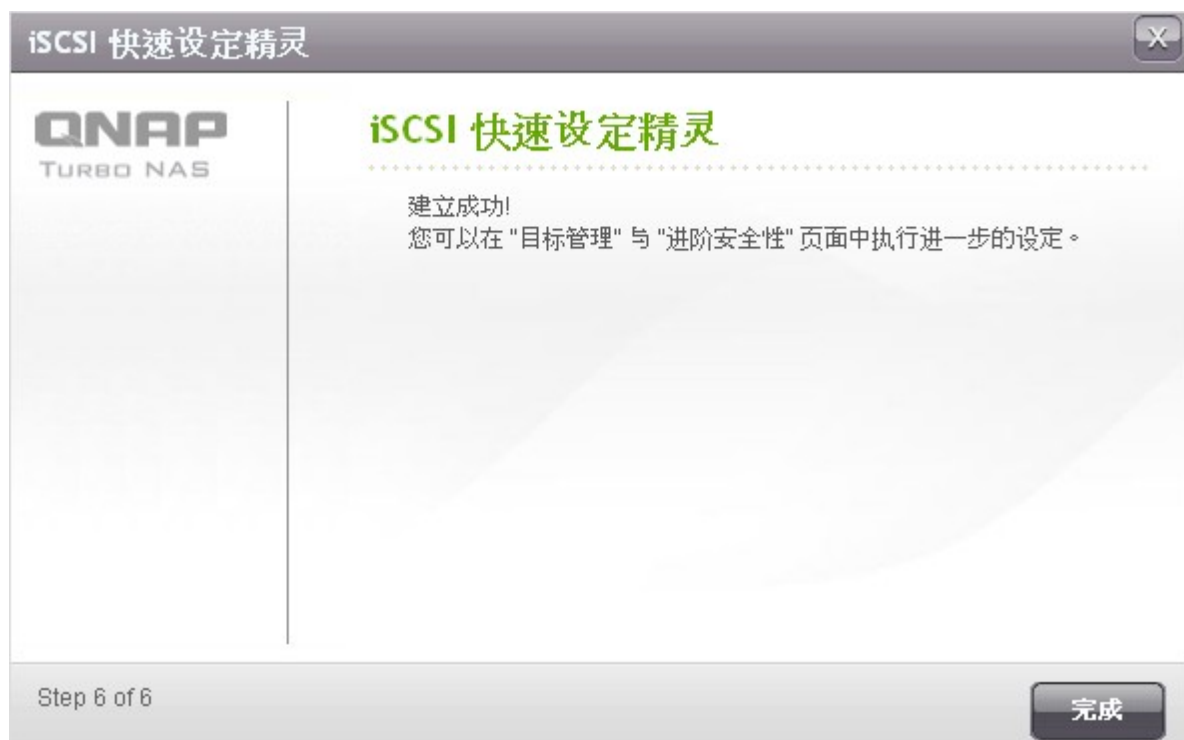 iSCSI 快速设定精灵
X
QNAP
TURBO NAS
iSCSI 快速设定精灵
建立成功!
您可以在 "目标管理" 与 "进阶安全性" 页面中执行进一步的设定。
Step 6 of 6
完成